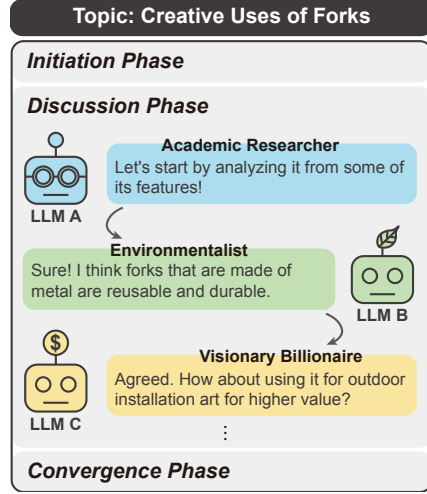 Topic: Creative Uses of Forks
Initiation Phase
Discussion Phase
Academic Researcher
Let's start by analyzing it from some of
its features!
LLM A
Environmentalist
Sure! I think forks that are made of
metal are reusable and durable.
LLM B
$
Visionary Billionaire
Agreed. How about using it for outdoor
installation art for higher value?
LLM C
⋮
Convergence Phase